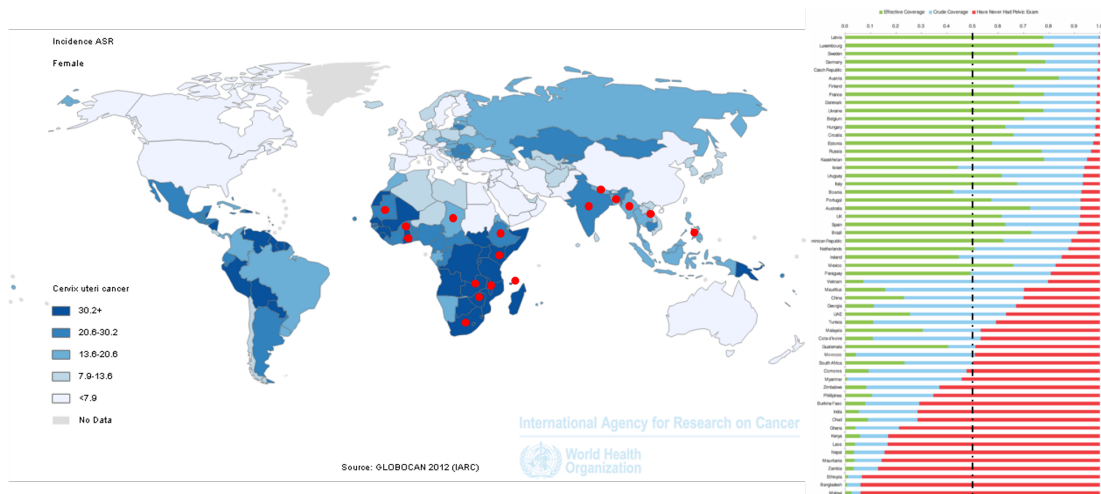 Incidence ASR
Female
Cervix uteri cancer
30.2+
20.6-30.2
13.6-20.6
7.9-13.6
<7.9
No Data
International Agency for Research on Cancer
World Health
Organization
Source: GLOBOCAN 2012 (IARC)
Effective Coverage Crude Coverage Have Never Had Pelvic Exam
0.0 0.1 0.2 0.3 0.4 0.5 0.6 0.7 0.8 0.9 1.0
Latvia
Luxembourg
Sweden
Germany
Czech Republic
Austria
Finland
France
Denmark
Ukraine
Belgium
Hungary
Croatia
Estonia
Russia
Kazakhstan
Israel
Uruguay
Italy
Bosnia
Portugal
Australia
UK
Spain
Brazil
minican Republic
Netherlands
Ireland
Mexico
Paraguay
Vietnam
Mauritius
China
Georgia
UAE
Tunisia
Malaysia
Cote d'Ivoire
Guatemala
Morocco
South Africa
Comoros
Myanmar
Zimbabwe
Philippines
Burkina Faso
India
Chad
Ghana
Kenya
Laos
Nepal
Mauritania
Zambia
Ethiopia
Bangladesh
Malawi